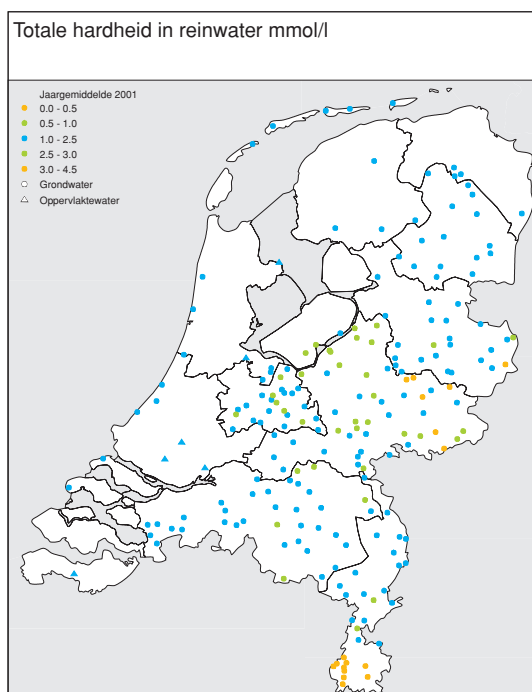 Totale hardheid in reinwater mmol/l
Jaargemiddelde 2001
0.0 - 0.5
0.5 - 1.0
1.0 - 2.5
2.5 - 3.0
3.0 - 4.5
Grondwater
Oppervlaktewater